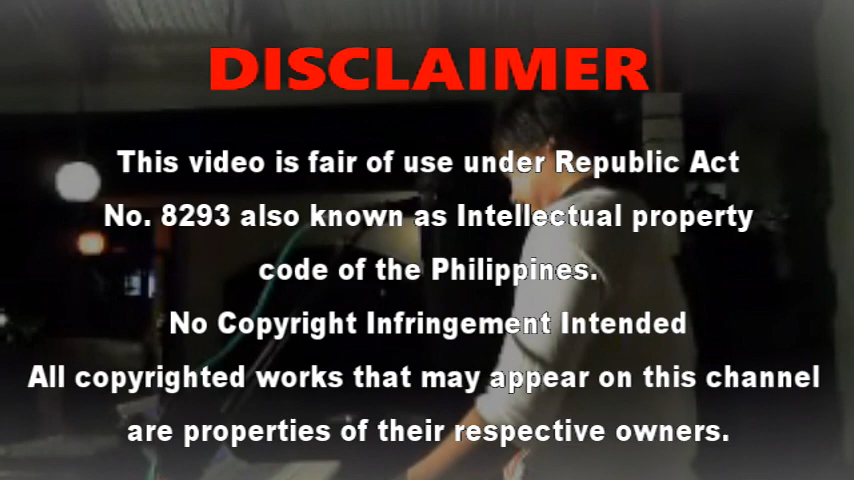 DISCLAIMER
This video is fair of use under Republic Act
No. 8293 also known as Intellectual property
code of the Philippines.
No Copyright Infringement Intended
All copyrighted works that may appear on this channel
are properties of their respective owners.